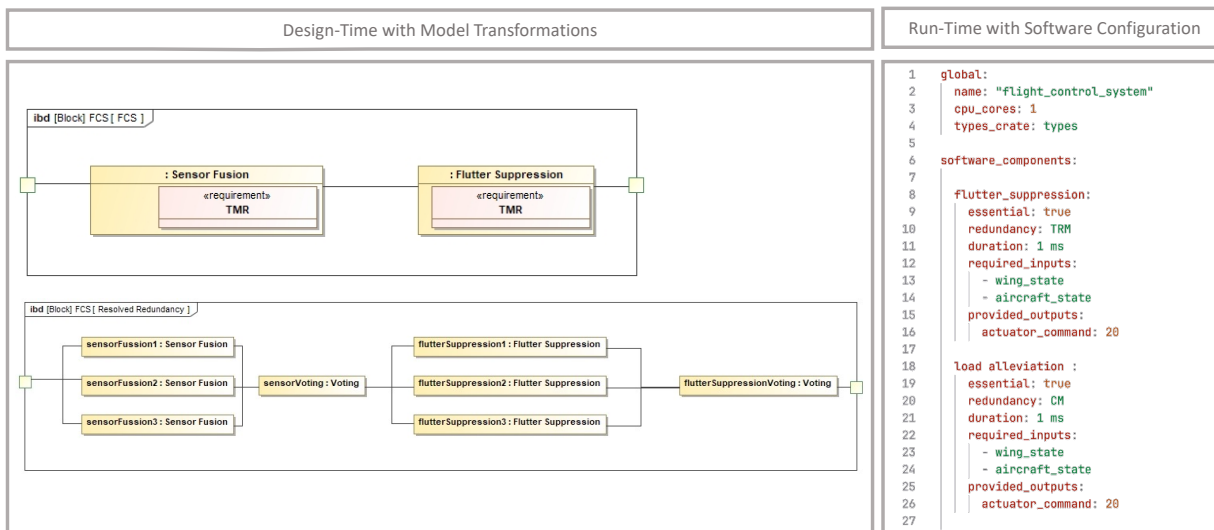 Design-Time with Model Transformations
Run-Time with Software Configuration
ibd [Block] FCS [ FCS ]
: Sensor Fusion
«requirement»
TMR
: Flutter Suppression
«requirement»
TMR
ibd [Block] FCS [ Resolved Redundancy ]
sensorFussion1 : Sensor Fusion
sensorFussion2 : Sensor Fusion
sensorFussion3 : Sensor Fusion
sensorVoting : Voting
flutterSuppression1 : Flutter Suppression
flutterSuppression2 : Flutter Suppression
flutterSuppression3 : Flutter Suppression
flutterSuppressionVoting : Voting
1 global:
2 name: "flight_control_system"
3 cpu_cores: 1
4 types_crate: types
5
6 software_components:
7
8 flutter_suppression:
9 essential: true
10 redundancy: TRM
11 duration: 1 ms
12 required_inputs:
13 - wing_state
14 - aircraft_state
15 provided_outputs:
16 actuator_command: 20
17
18 load alleviation :
19 essential: true
20 redundancy: CM
21 duration: 1 ms
22 required_inputs:
23 - wing_state
24 - aircraft_state
25 provided_outputs:
26 actuator_command: 20
27